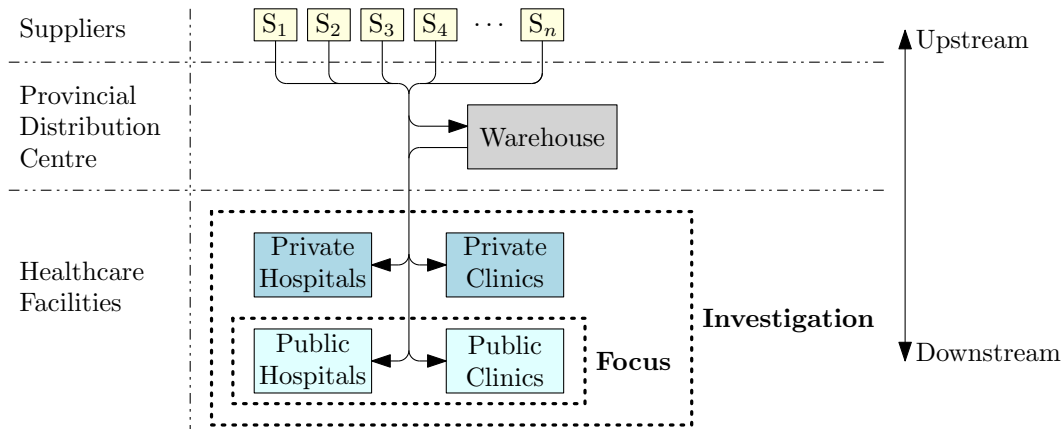 Suppliers
S1 S2 S3 S4 ... Sn
Upstream
Provincial
Distribution
Centre
Warehouse
Healthcare
Facilities
Private
Hospitals
Private
Clinics
Investigation
Public
Hospitals
Public
Clinics
Focus
Downstream